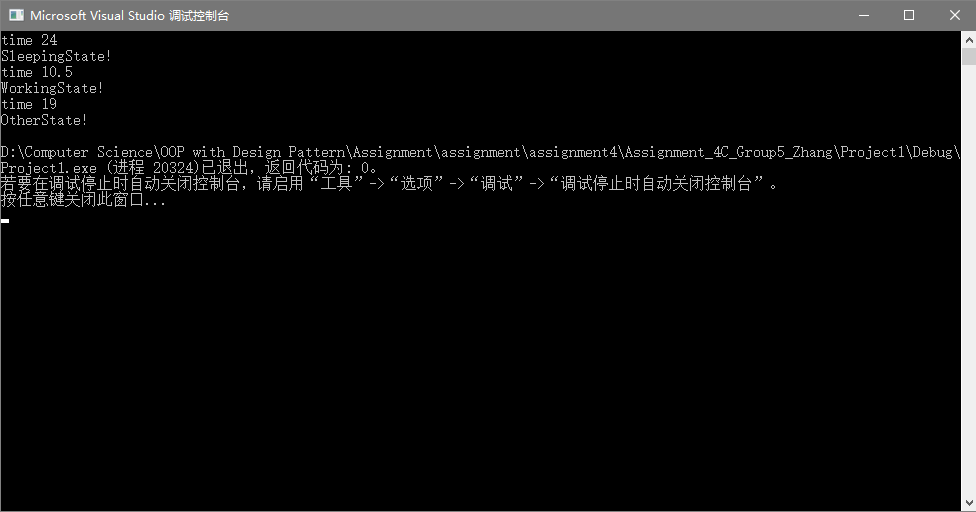 Microsoft Visual Studio 调试控制台
time 24
SleepingState!
time 10.5
WorkingState!
time 19
OtherState!
D:\Computer Science\OOP with Design Pattern\Assignment\assignment\assignment4\Assignment_4C_Group5_Zhang\Project1\Debug\
Project1.exe (进程 20324)已退出，返回代码为: 0。
若要在调试停止时自动关闭控制台，请启用“工具”->“选项”->“调试”->“调试停止时自动关闭控制台”。
按任意键关闭此窗口...